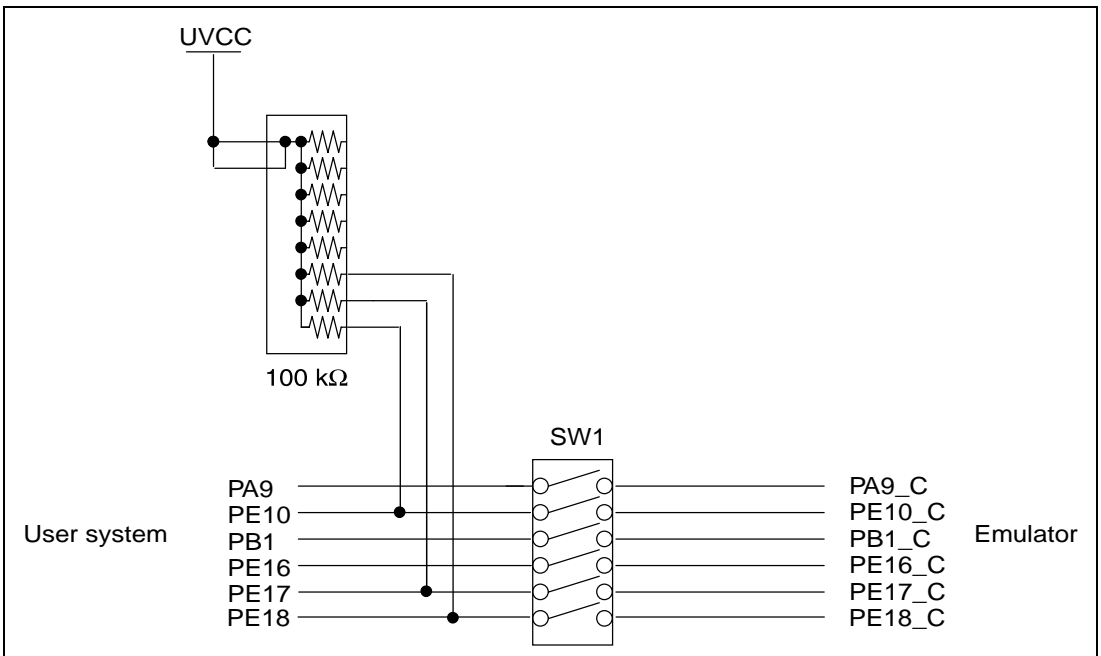 UVCC
100 kΩ
SW1
PA9
PE10
PB1
PE16
PE17
PE18
User system
PA9_C
PE10_C
PB1_C
PE16_C
PE17_C
PE18_C
Emulator